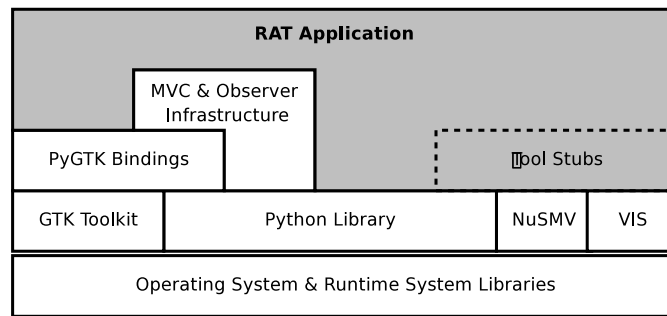 RAT Application
MVC & Observer
Infrastructure
PyGTK Bindings
Tool Stubs
GTK Toolkit
Python Library
NuSMV
VIS
Operating System & Runtime System Libraries